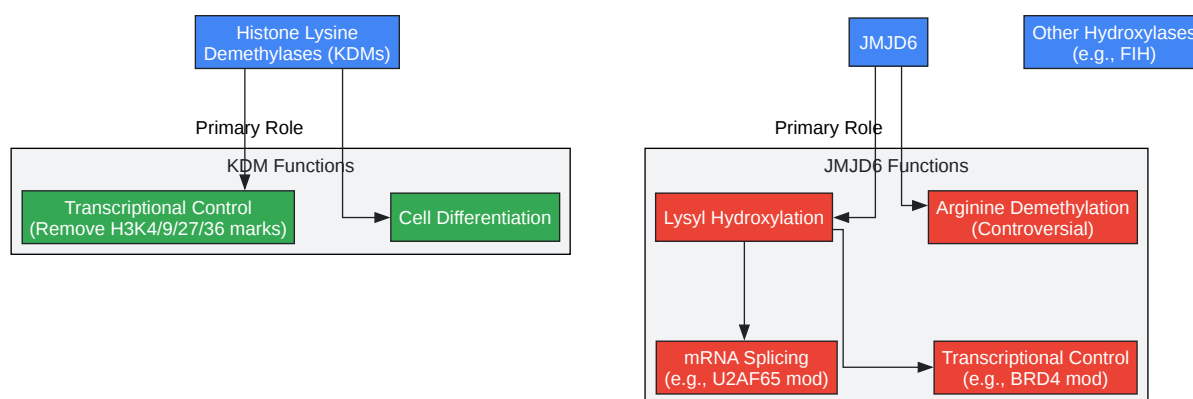 Histone Lysine
Demethylases (KDMs)
JMJD6
Other Hydroxylases
(e.g., FIH)
Primary Role
Primary Role
KDM Functions
JMJD6 Functions
Transcriptional Control
(Remove H3K4/9/27/36 marks)
Cell Differentiation
Lysyl Hydroxylation
Arginine Demethylation
(Controversial)
mRNA Splicing
(e.g., U2AF65 mod)
Transcriptional Control
(e.g., BRD4 mod)